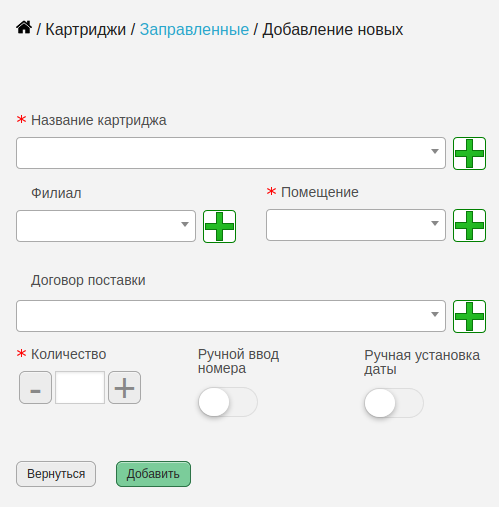 / Картриджи / Заправленные / Добавление новых
* Название картриджа
Филиал
* Помещение
Договор поставки
* Количество
Ручной ввод
номера
Ручная установка
даты
- +
Вернуться
Добавить